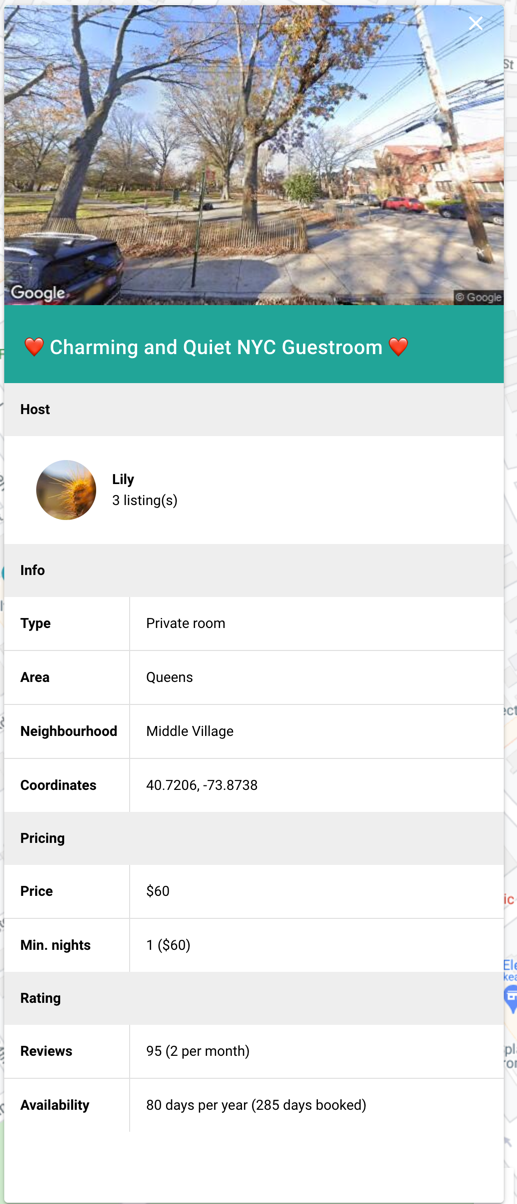 St
Google
© Google
❤️ Charming and Quiet NYC Guestroom ❤️
Host
Lily
3 listing(s)
Info
Type Private room
Area Queens
Neighbourhood Middle Village
Coordinates 40.7206, -73.8738
Pricing
Price $60
Min. nights 1 ($60)
Rating
Reviews 95 (2 per month)
Availability 80 days per year (285 days booked)